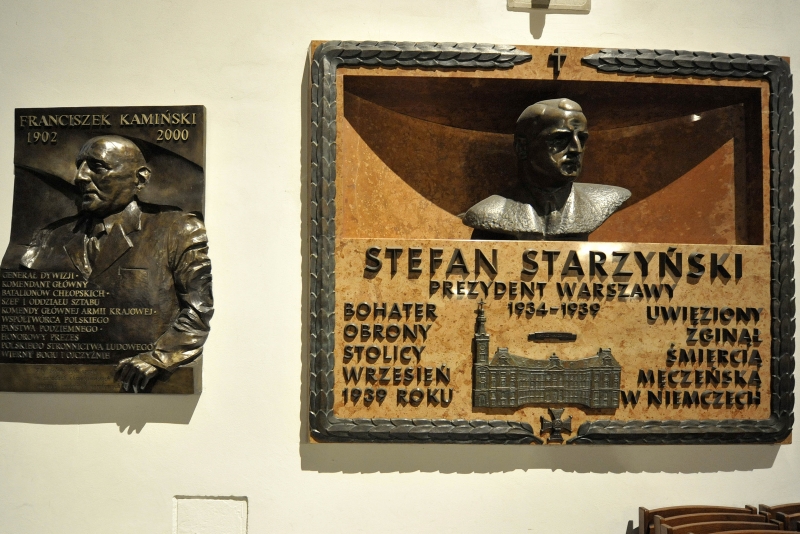 FRANCISZEK KAMIŃSKI
1902 2000
GENERAŁ DYWIZJI •
KOMENDANT GŁÓWNY
BATALIONÓW CHŁOPSKICH •
SZEF I ODDZIAŁU SZTABU
KOMENDY GŁÓWNEJ ARMII KRAJOWEJ •
WSPÓŁTWÓRCA POLSKIEGO
PAŃSTWA PODZIEMNEGO •
HONOROWY PREZES
POLSKIEGO STRONNICTWA LUDOWEGO
WIERNY BOGU I OJCZYŹNIE
STEFAN STARZYŃSKI
PREZYDENT WARSZAWY
1934-1939
BOHATER
OBRONY
STOLICY
WRZESIEŃ
1939 ROKU
UWIĘZIONY
ZGINĄŁ
ŚMIERCIĄ
MĘCZEŃSKĄ
W NIEMCZECH